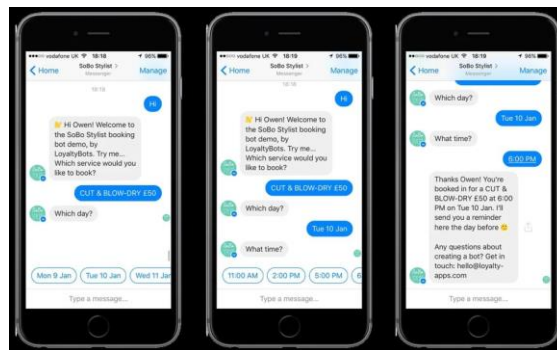 vodafone UK 18:18 96%
Home
SoBo Stylist >
Messenger
Manage
18:18
Hi
👋 Hi Owen! Welcome to
the SoBo Stylist booking
bot demo, by
LoyaltyBots. Try me...
Which service would you
like to book?
CUT & BLOW-DRY £50
Which day?
Mon 9 Jan
Tue 10 Jan
Wed 11 Jan
Type a message...
vodafone UK 18:19 96%
Home
SoBo Stylist >
Messenger
Manage
18:18
Hi
👋 Hi Owen! Welcome to
the SoBo Stylist booking
bot demo, by
LoyaltyBots. Try me...
Which service would you
like to book?
CUT & BLOW-DRY £50
Which day?
Tue 10 Jan
What time?
11:00 AM
2:00 PM
5:00 PM
6
Type a message...
vodafone UK 18:19 96%
Home
SoBo Stylist >
Messenger
Manage
Which day?
Tue 10 Jan
What time?
6:00 PM
Thanks Owen! You're
booked in for a CUT &
BLOW-DRY £50 at 6:00
PM on Tue 10 Jan. I'll
send you a reminder
here the day before 🙂
Any questions about
creating a bot? Get in
touch: hello@loyalty-
apps.com
Type a message...